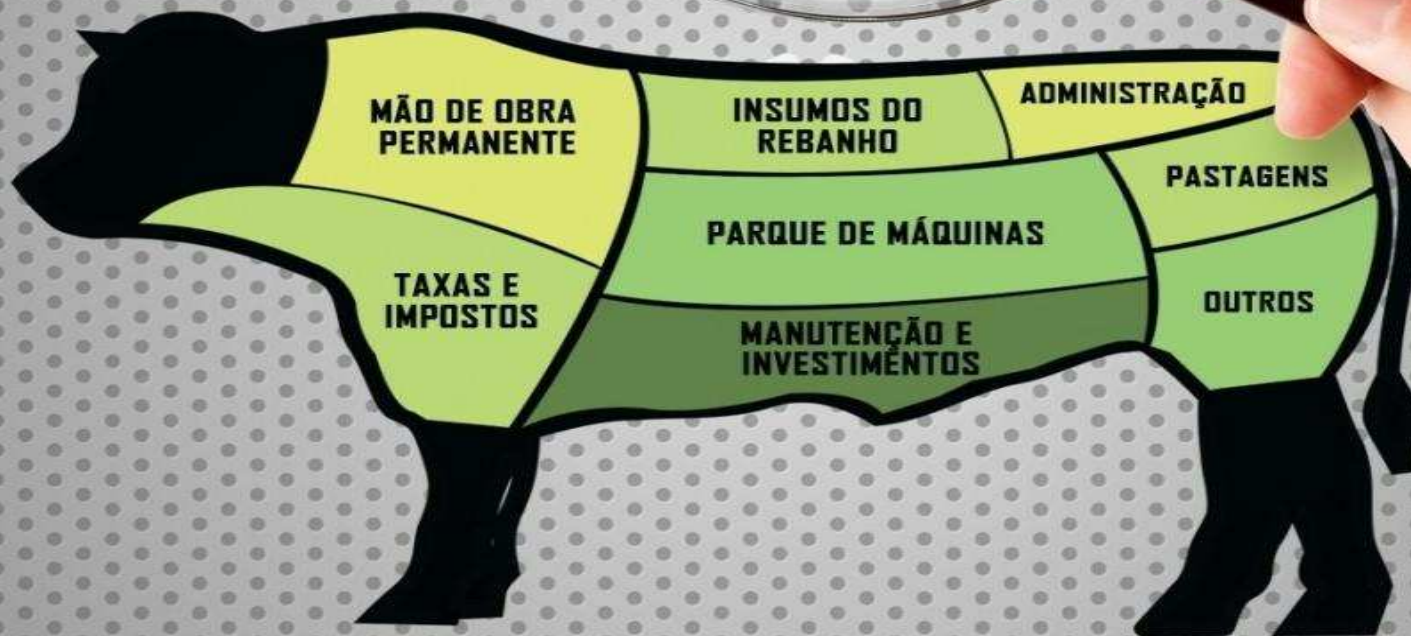 MÃO DE OBRA
PERMANENTE
INSUMOS DO
REBANHO
ADMINISTRAÇÃO
PASTAGENS
PARQUE DE MÁQUINAS
TAXAS E
IMPOSTOS
OUTROS
MANUTENÇÃO E
INVESTIMENTOS